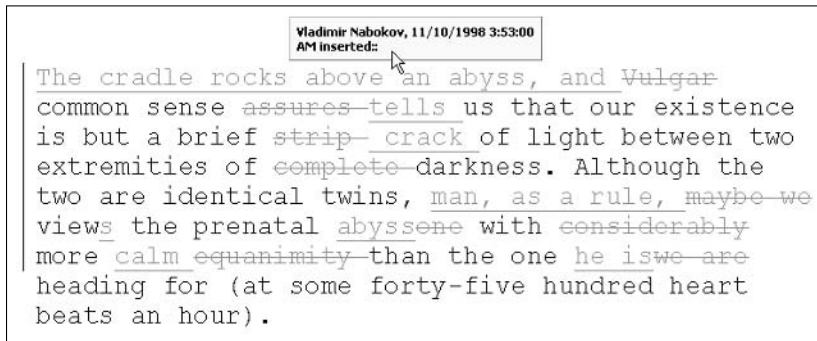 Vladimir Nabokov, 11/10/1998 3:53:00
AM inserted::
The cradle rocks above an abyss, and Vulgar
common sense assures tells us that our existence
is but a brief strip crack of light between two
extremities of complete darkness. Although the
two are identical twins, man, as a rule, maybe we
views the prenatal abyssone with considerably
more calm equanimity than the one he iswe are
heading for (at some forty-five hundred heart
beats an hour).